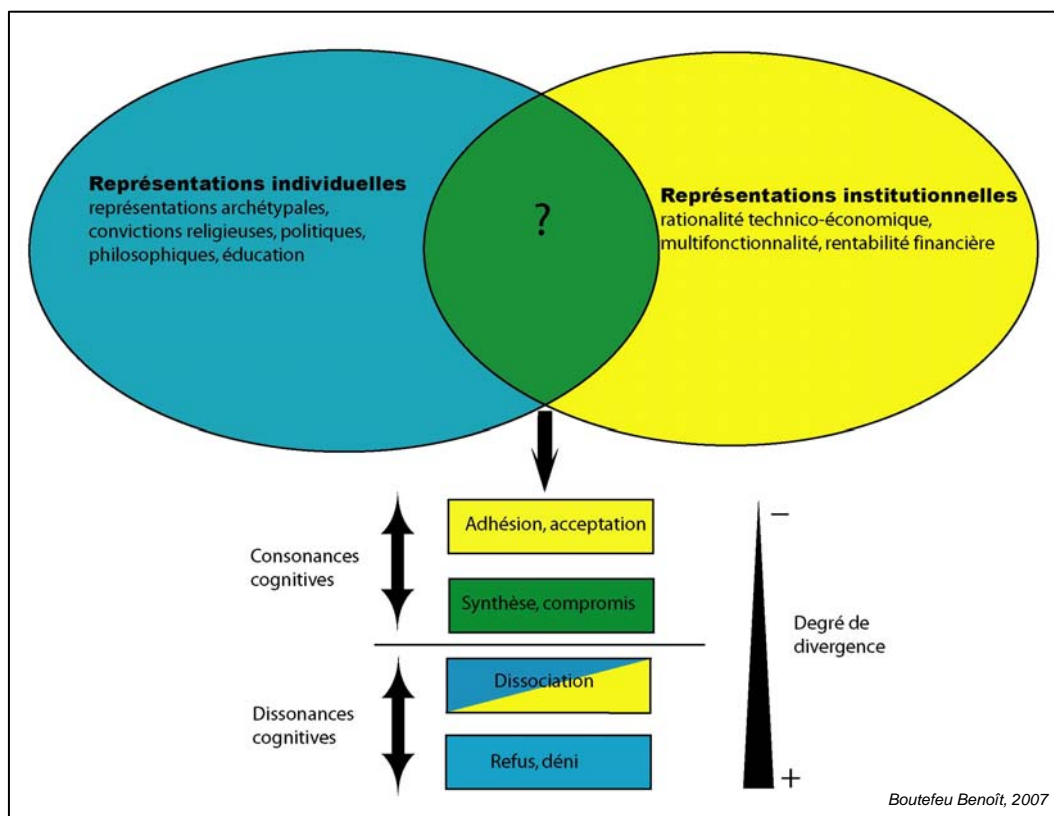 Représentations individuelles
représentations archétypales,
convictions religieuses, politiques,
philosophiques, éducation
?
Représentations institutionnelles
rationalité technico-économique,
multifonctionnalité, rentabilité financière
Consonances
cognitives
Adhésion, acceptation
Synthèse, compromis
Dissonances
cognitives
Dissociation
Refus, déni
–
Degré de
divergence
+
Boutefeu Benoît, 2007